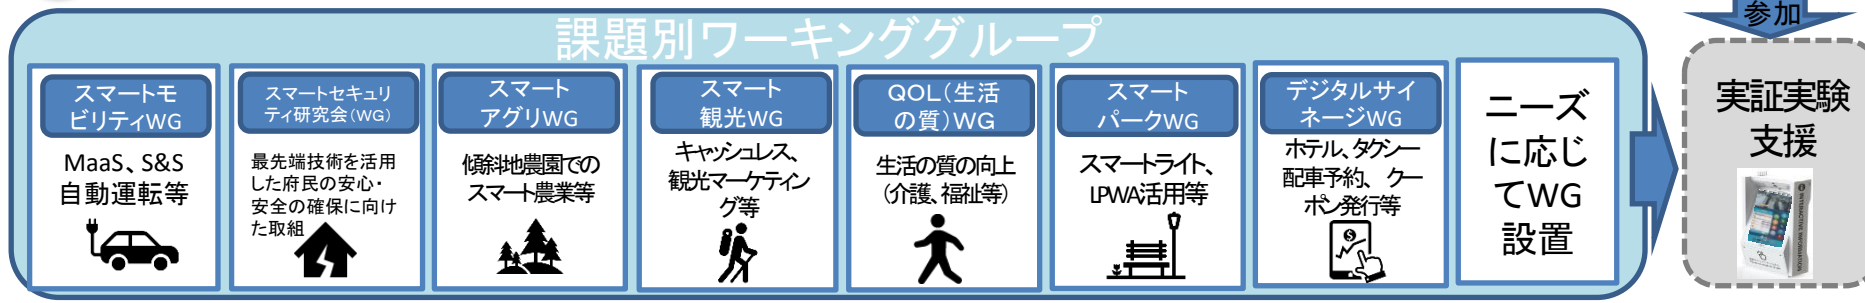 課題別ワーキンググループ
スマートモ
ビリティWG
MaaS、S&S
自動運転等
スマートセキュリ
ティ研究会(WG)
最先端技術を活用
した府民の安心・
安全の確保に向け
た取組
スマート
アグリWG
傾斜地農園での
スマート農業等
スマート
観光WG
キャッシュレス、
観光マーケティン
グ等
QOL(生活
の質)WG
生活の質の向上
(介護、福祉等)
スマート
パークWG
スマートライト、
LPWA活用等
デジタルサイ
ネージWG
ホテル、タクシー
配車予約、クー
ポン発行等
ニーズ
に応じ
てWG
設置
参加
実証実験
支援
INTERACTIVE INFORMATION